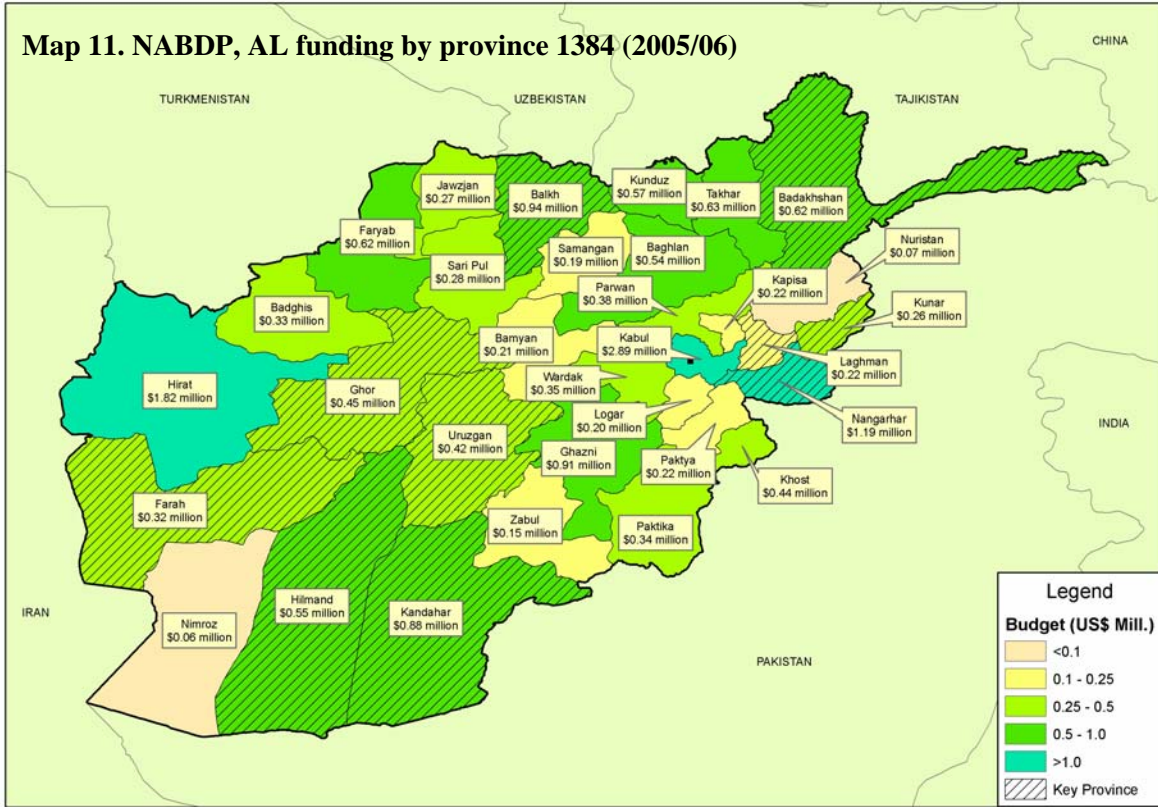 Map 11. NABDP, AL funding by province 1384 (2005/06)
CHINA
TURKMENISTAN
UZBEKISTAN
TAJIKISTAN
Jawzjan
$0.27 million
Balkh
$0.94 million
Kunduz
$0.57 million
Takhar
$0.63 million
Badakhshan
$0.62 million
Faryab
$0.62 million
Samangan
$0.19 million
Baghlan
$0.54 million
Nuristan
$0.07 million
Sari Pul
$0.28 million
Parwan
$0.38 million
Kapisa
$0.22 million
Kunar
$0.26 million
Badghis
$0.33 million
Bamyan
$0.21 million
Kabul
$2.89 million
Laghman
$0.22 million
Hirat
$1.82 million
Ghor
$0.45 million
Wardak
$0.35 million
Logar
$0.20 million
Nangarhar
$1.19 million
INDIA
Uruzgan
$0.42 million
Ghazni
$0.91 million
Paktya
$0.22 million
Khost
$0.44 million
Farah
$0.32 million
Zabul
$0.15 million
Paktika
$0.34 million
IRAN
Nimroz
$0.06 million
Hilmand
$0.55 million
Kandahar
$0.88 million
PAKISTAN
Legend
Budget (US$ Mill.)
<0.1
0.1 - 0.25
0.25 - 0.5
0.5 - 1.0
>1.0
Key Province